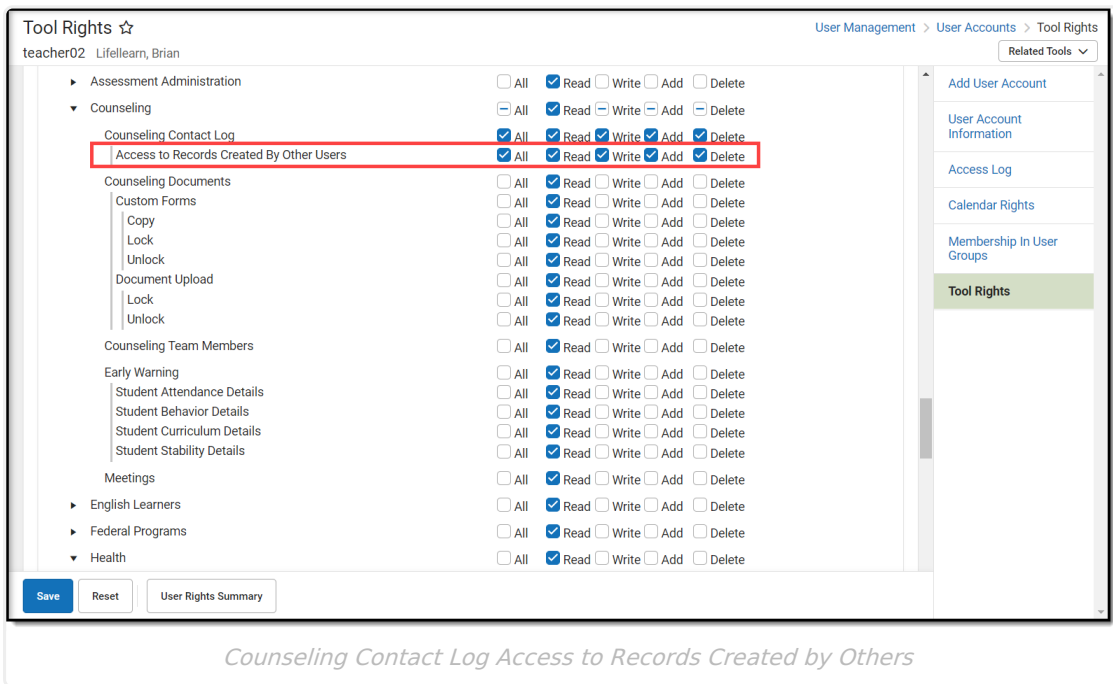 Tool Rights
User Management > User Accounts > Tool Rights
teacher02 Lifellearn, Brian
Related Tools
Assessment Administration All Read Write Add Delete
Counseling All Read Write Add Delete
Counseling Contact Log All Read Write Add Delete
Access to Records Created By Other Users All Read Write Add Delete
Counseling Documents All Read Write Add Delete
Custom Forms All Read Write Add Delete
Copy All Read Write Add Delete
Lock All Read Write Add Delete
Unlock All Read Write Add Delete
Document Upload All Read Write Add Delete
Lock All Read Write Add Delete
Unlock All Read Write Add Delete
Counseling Team Members All Read Write Add Delete
Early Warning All Read Write Add Delete
Student Attendance Details All Read Write Add Delete
Student Behavior Details All Read Write Add Delete
Student Curriculum Details All Read Write Add Delete
Student Stability Details All Read Write Add Delete
Meetings All Read Write Add Delete
English Learners All Read Write Add Delete
Federal Programs All Read Write Add Delete
Health All Read Write Add Delete
Save Reset User Rights Summary
Add User Account
User Account
Information
Access Log
Calendar Rights
Membership In User
Groups
Tool Rights
Counseling Contact Log Access to Records Created by Others